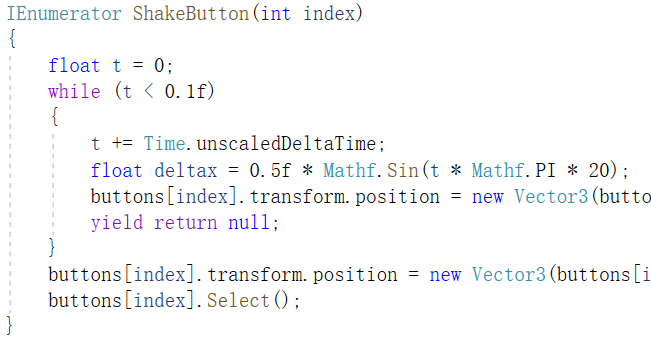 IEnumerator ShakeButton(int index)
{
float t = 0;
while (t < 0.1f)
{
t += Time.unscaledDeltaTime;
float deltax = 0.5f * Mathf.Sin(t * Mathf.PI * 20);
buttons[index].transform.position = new Vector3(butto
yield return null;
}
buttons[index].transform.position = new Vector3(buttons[i
buttons[index].Select();
}